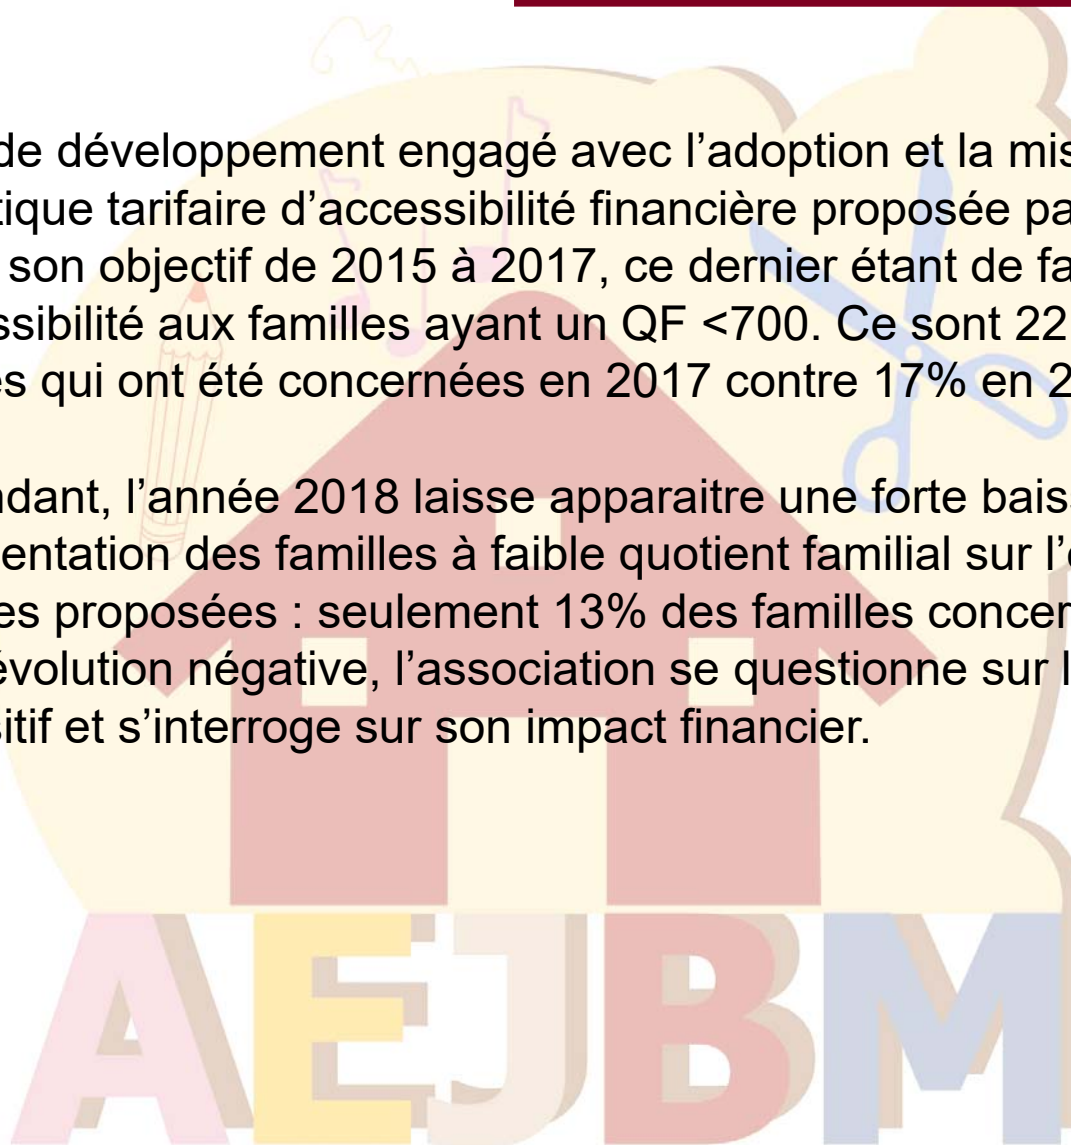 de développement engagé avec l’adoption et la mis
tique tarifaire d’accessibilité financière proposée pa
son objectif de 2015 à 2017, ce dernier étant de fa
ssibilité aux familles ayant un QF <700. Ce sont 22
es qui ont été concernées en 2017 contre 17% en 2
ndant, l’année 2018 laisse apparaitre une forte bais
entation des familles à faible quotient familial sur l’e
es proposées : seulement 13% des familles concer
évolution négative, l’association se questionne sur l
sitif et s’interroge sur son impact financier.
AEJBM